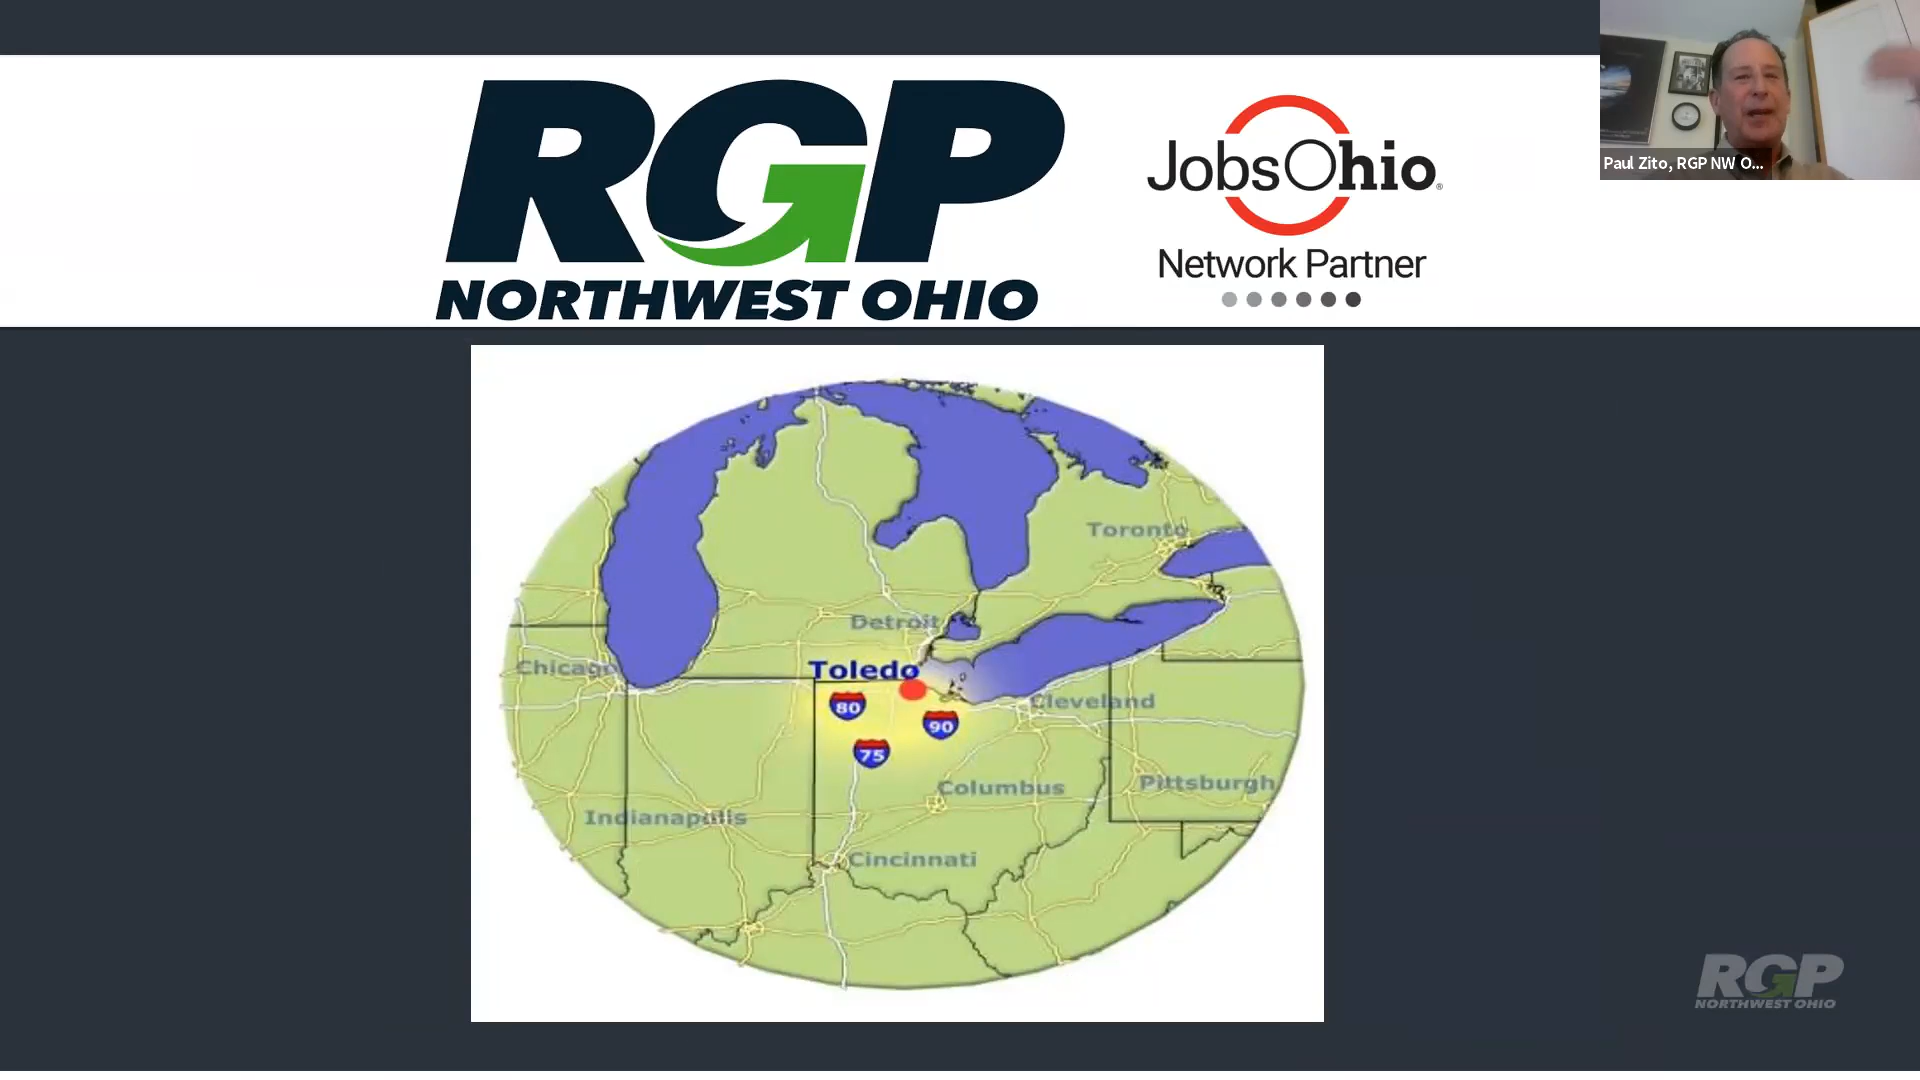 RGP
NORTHWEST OHIO
JobsOhio®
Network Partner
Paul Zito, RGP NW O...
Toronto
Detroit
Toledo
Chicago
80
90
Cleveland
75
Columbus
Pittsburgh
Indianapolis
Cincinnati
RGP
NORTHWEST OHIO